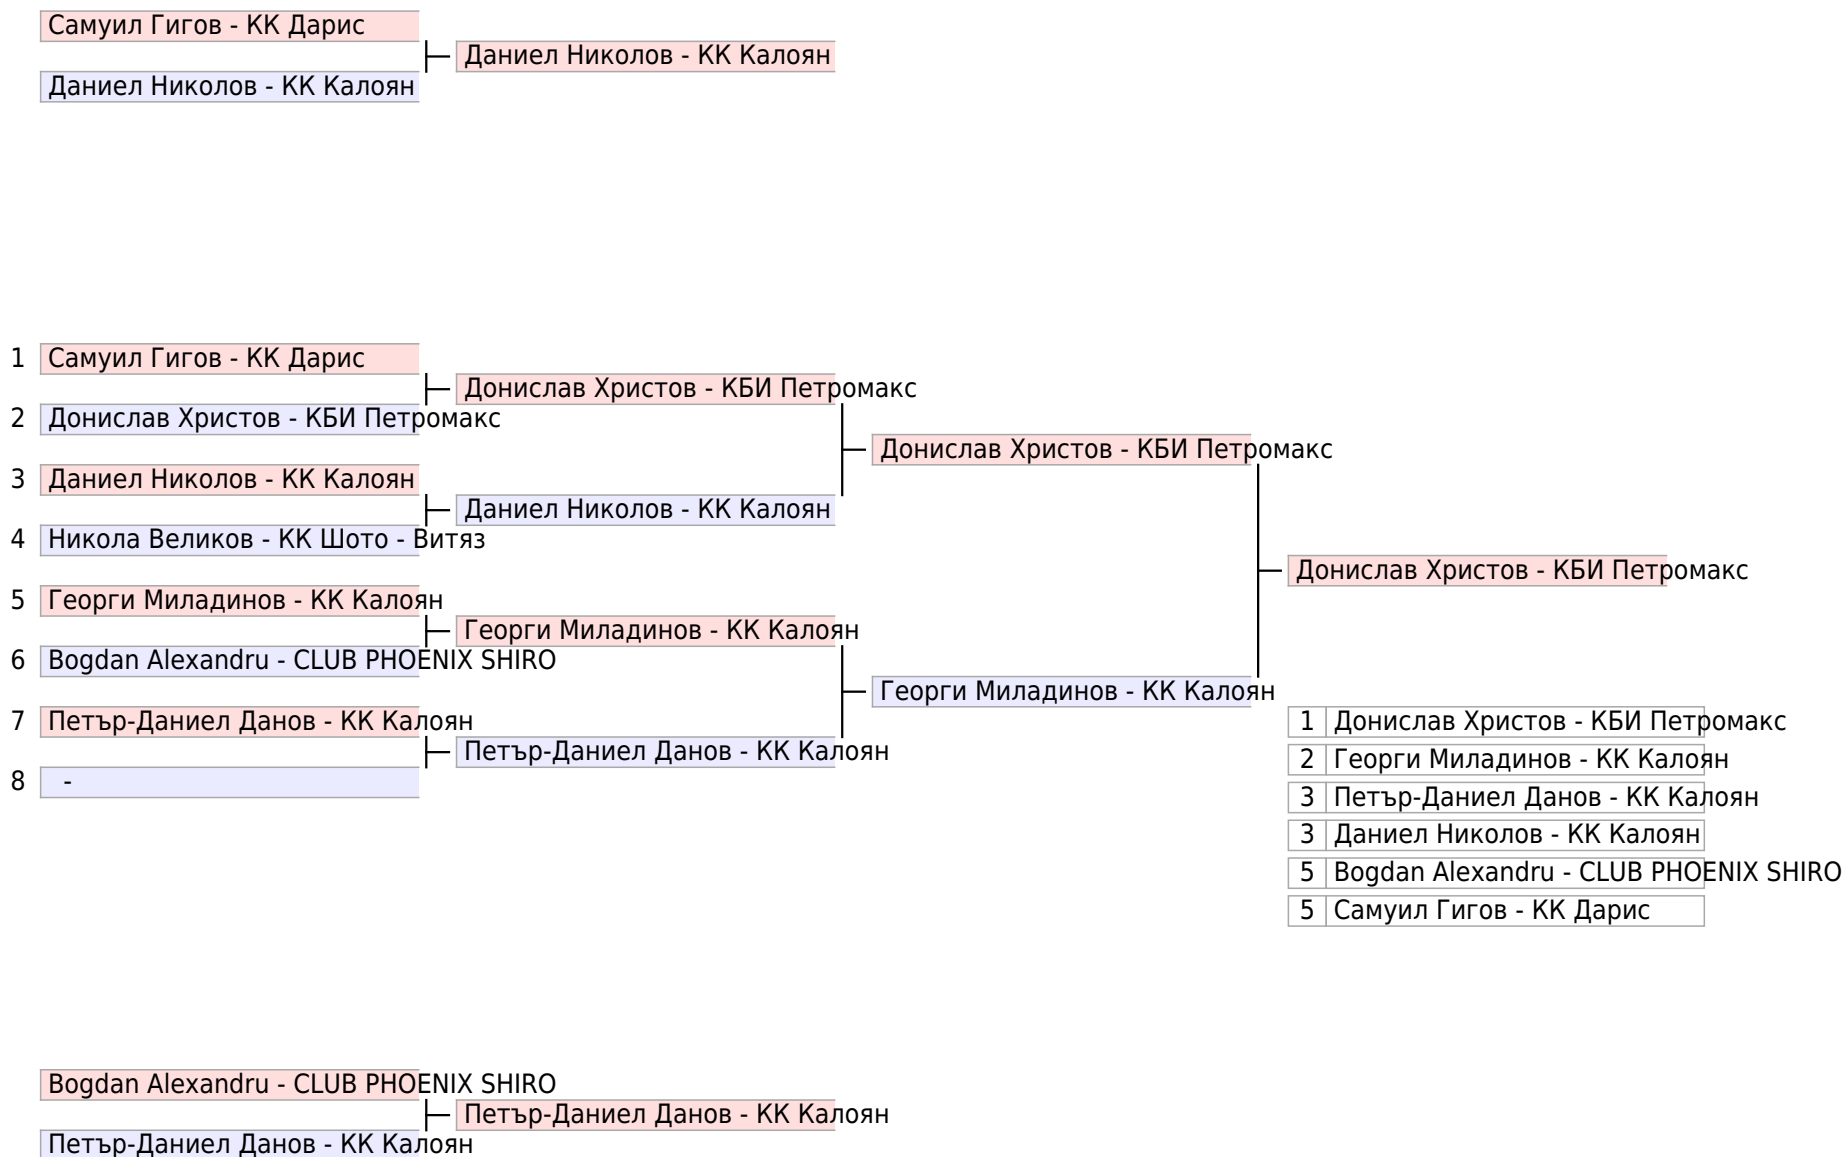 Самуил Гигов - КК Дарис
Даниел Николов - КК Калоян
Даниел Николов - КК Калоян
1 Самуил Гигов - КК Дарис
Донислав Христов - КБИ Петромакс
2 Донислав Христов - КБИ Петромакс
Донислав Христов - КБИ Петромакс
3 Даниел Николов - КК Калоян
Даниел Николов - КК Калоян
4 Никола Великов - КК Шото - Витяз
Донислав Христов - КБИ Петромакс
5 Георги Миладинов - КК Калоян
Георги Миладинов - КК Калоян
6 Bogdan Alexandru - CLUB PHOENIX SHIRO
Георги Миладинов - КК Калоян
7 Петър-Даниел Данов - КК Калоян
Петър-Даниел Данов - КК Калоян
8 -
1 Донислав Христов - КБИ Петромакс
2 Георги Миладинов - КК Калоян
3 Петър-Даниел Данов - КК Калоян
3 Даниел Николов - КК Калоян
5 Bogdan Alexandru - CLUB PHOENIX SHIRO
5 Самуил Гигов - КК Дарис
Bogdan Alexandru - CLUB PHOENIX SHIRO
Петър-Даниел Данов - КК Калоян
Петър-Даниел Данов - КК Калоян